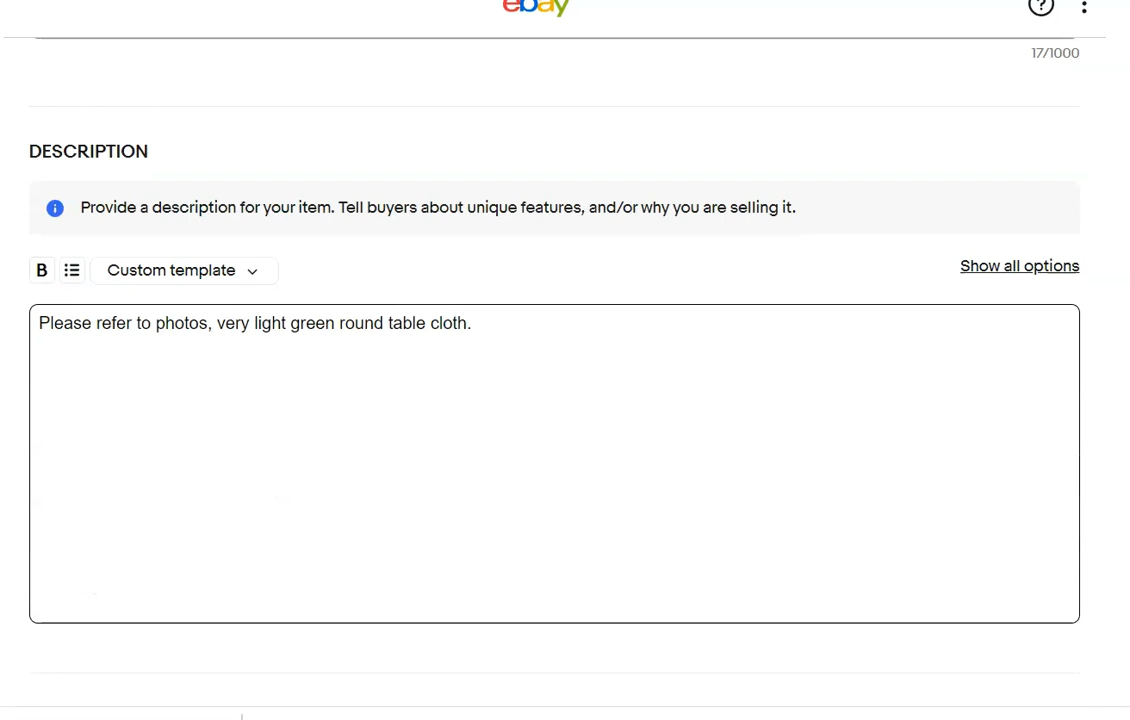 ebay
17/1000
DESCRIPTION
Provide a description for your item. Tell buyers about unique features, and/or why you are selling it.
B Custom template Show all options
Please refer to photos, very light green round table cloth.